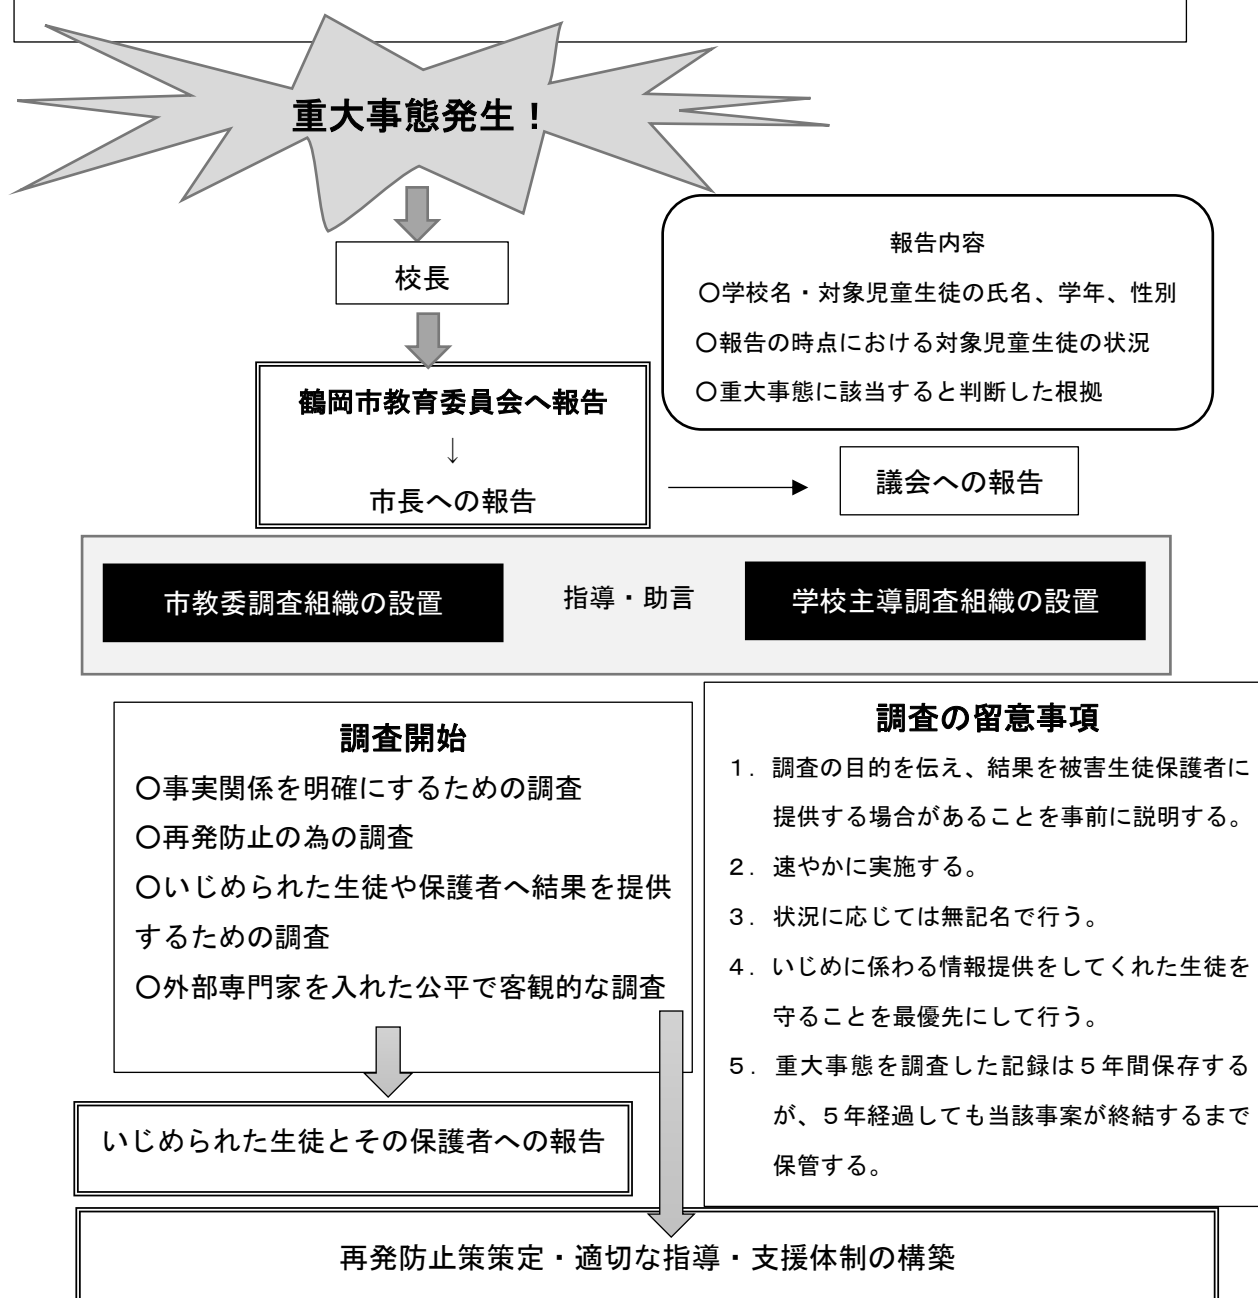 重大事態発生！
校長
報告内容
〇学校名・対象児童生徒の氏名、学年、性別
〇報告の時点における対象児童生徒の状況
〇重大事態に該当すると判断した根拠
鶴岡市教育委員会へ報告
↓
市長への報告
議会への報告
市教委調査組織の設置
指導・助言
学校主導調査組織の設置
調査開始
〇事実関係を明確にするための調査
〇再発防止の為の調査
〇いじめられた生徒や保護者へ結果を提供
するための調査
〇外部専門家を入れた公平で客観的な調査
調査の留意事項
１．調査の目的を伝え、結果を被害生徒保護者に
提供する場合があることを事前に説明する。
２．速やかに実施する。
３．状況に応じては無記名で行う。
４．いじめに係わる情報提供をしてくれた生徒を
守ることを最優先にして行う。
５．重大事態を調査した記録は５年間保存する
が、５年経過しても当該事案が終結するまで
保管する。
いじめられた生徒とその保護者への報告
再発防止策策定・適切な指導・支援体制の構築